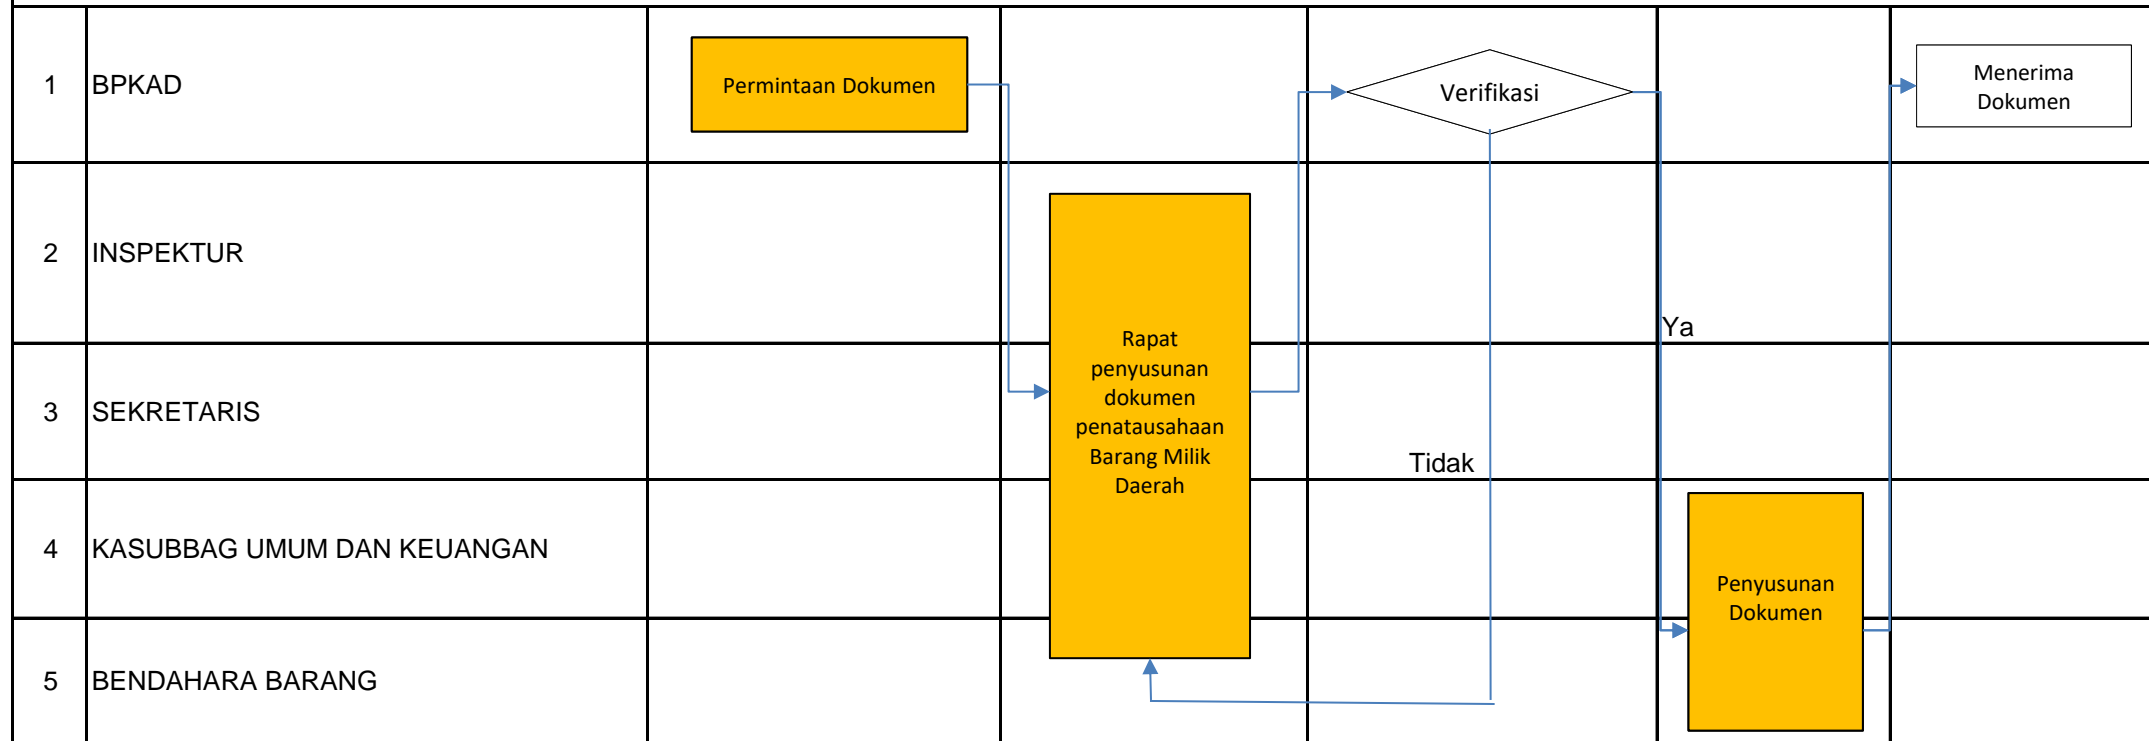 1 BPKAD
Permintaan Dokumen
Verifikasi
Menerima
Dokumen
2 INSPEKTUR
Rapat
penyusunan
dokumen
penatausahaan
Barang Milik
Daerah
Ya
3 SEKRETARIS
Tidak
4 KASUBBAG UMUM DAN KEUANGAN
Penyusunan
Dokumen
5 BENDAHARA BARANG